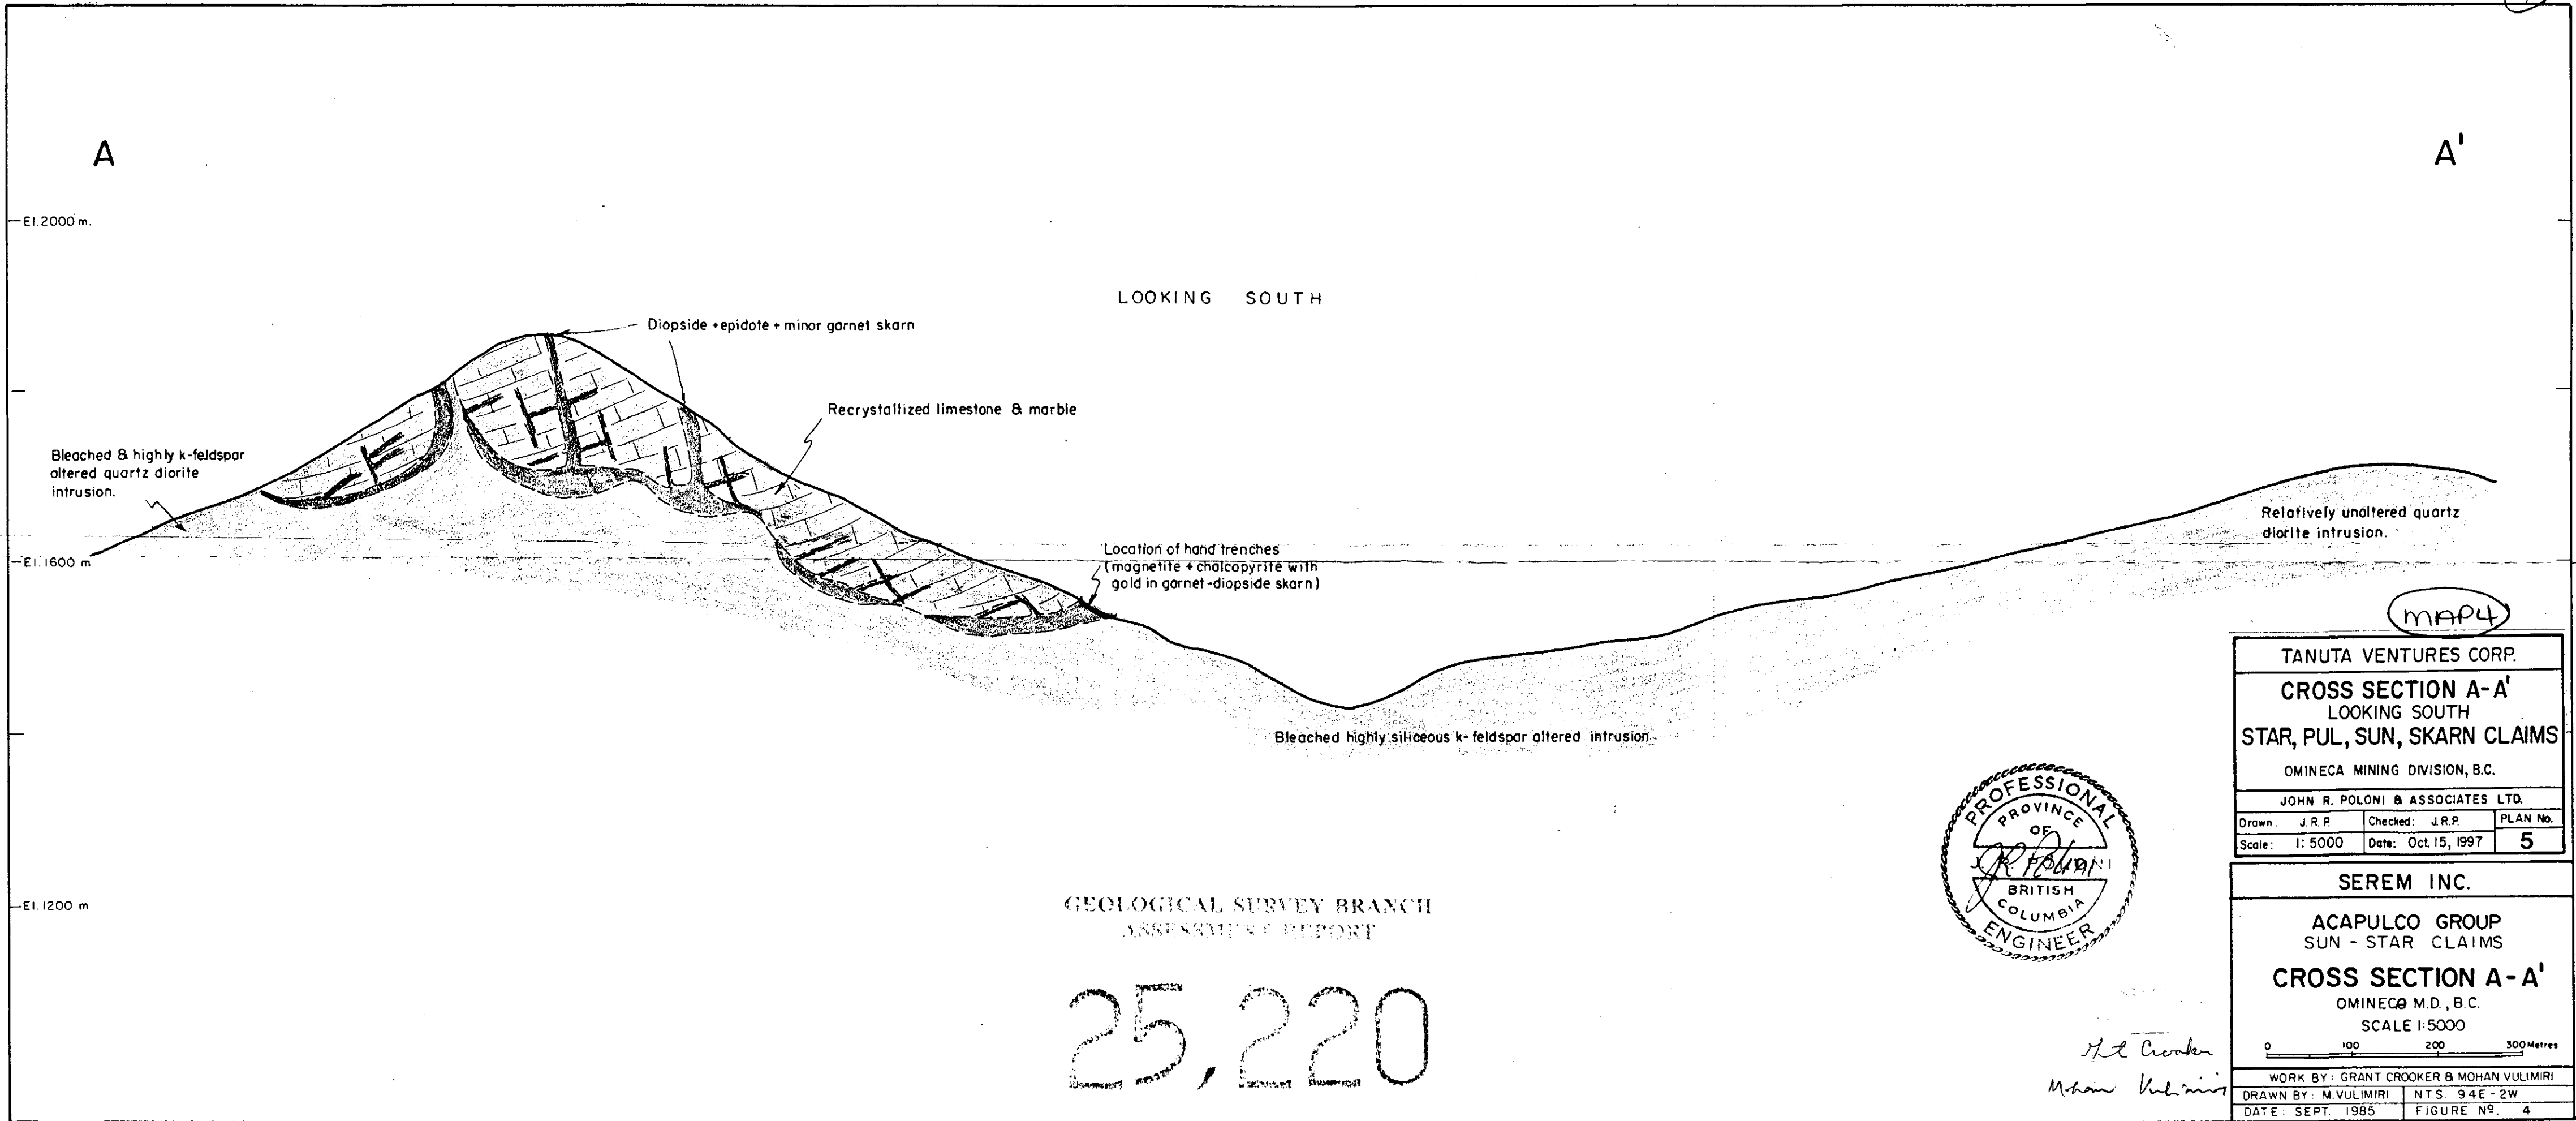 A
A'
El.2000 m.
LOOKING SOUTH
Diopside + epidote + minor garnet skarn
Recrystallized limestone & marble
Bleached & highly k-feldspar
altered quartz diorite
intrusion.
Relatively unaltered quartz
diorite intrusion.
Location of hand trenches
(magnetite + chalcopyrite with
gold in garnet-diopside skarn)
El.1600 m
Bleached highly siliceous k-feldspar altered intrusion
El.1200 m
GEOLOGICAL SURVEY BRANCH
ASSESSMENT REPORT
25,220
PROFESSIONAL
PROVINCE
OF
J. R. POLONI
BRITISH
COLUMBIA
ENGINEER
MAP4
TANUTA VENTURES CORP.
CROSS SECTION A-A'
LOOKING SOUTH
STAR, PUL, SUN, SKARN CLAIMS
OMINECA MINING DIVISION, B.C.
JOHN R. POLONI & ASSOCIATES LTD.
Drawn: J.R.P. Checked: J.R.P. PLAN No.
Scale: 1:5000 Date: Oct. 15, 1997 5
SEREM INC.
ACAPULCO GROUP
SUN - STAR CLAIMS
CROSS SECTION A-A'
OMINECA M.D., B.C.
SCALE 1:5000
0 100 200 300 Metres
WORK BY: GRANT CROOKER & MOHAN VULIMIRI
DRAWN BY: M.VULIMIRI N.T.S. 94E-2W
DATE: SEPT. 1985 FIGURE Nº. 4
Crooker
Mohan Vulimiri